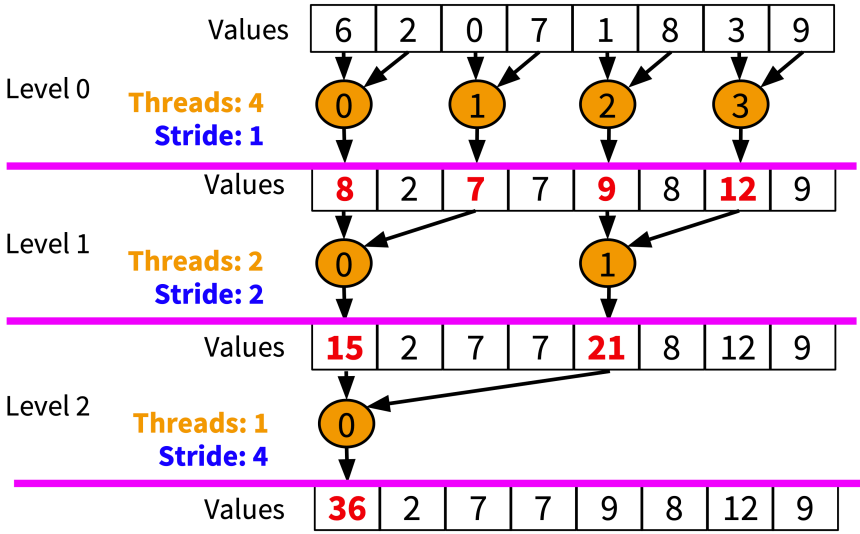 Values 6 2 0 7 1 8 3 9
Level 0
Threads: 4 0 1 2 3
Stride: 1
Values 8 2 7 7 9 8 12 9
Level 1
Threads: 2 0 1
Stride: 2
Values 15 2 7 7 21 8 12 9
Level 2
Threads: 1 0
Stride: 4
Values 36 2 7 7 9 8 12 9